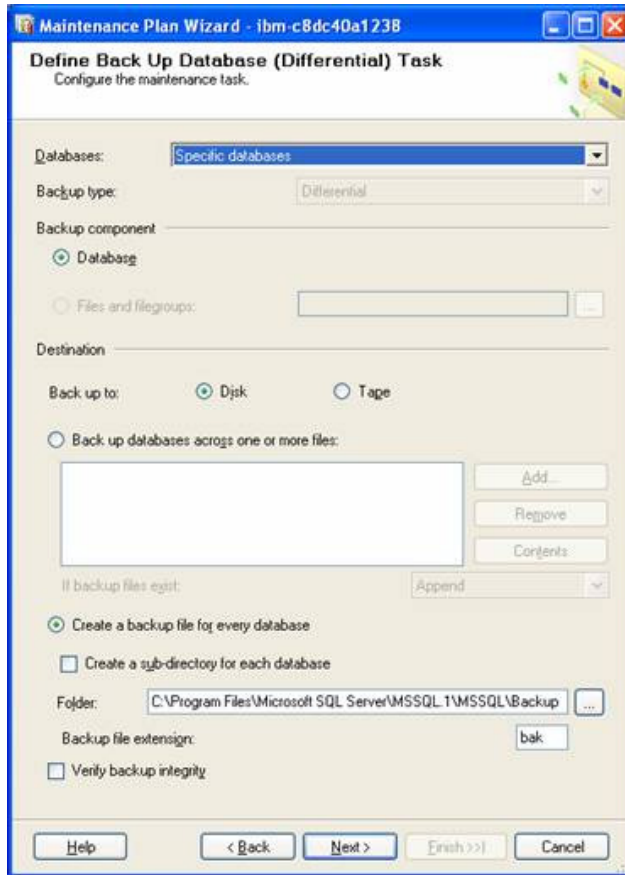 Maintenance Plan Wizard - ibm-c8dc40a1238
Define Back Up Database (Differential) Task
Configure the maintenance task.
Databases: Specific databases
Backup type: Differential
Backup component
Database
Files and filegroups: ...
Destination
Back up to: Disk Tape
Back up databases across one or more files:
Add...
Remove
Contents
If backup files exist: Append
Create a backup file for every database
Create a sub-directory for each database
Folder: C:\Program Files\Microsoft SQL Server\MSSQL.1\MSSQL\Backup ...
Backup file extension: bak
Verify backup integrity
Help < Back Next > Finish >>| Cancel